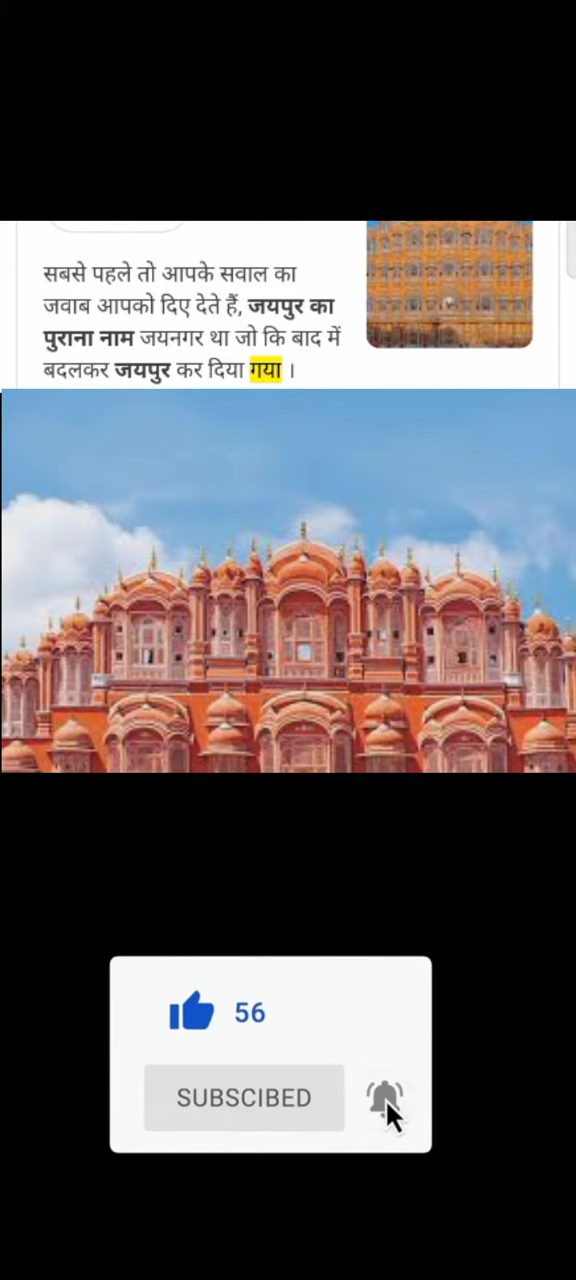 सबसे पहले तो आपके सवाल का
जवाब आपको दिए देते हैं, जयपुर का
पुराना नाम जयनगर था जो कि बाद में
बदलकर जयपुर कर दिया गया ।
56
SUBSCIBED